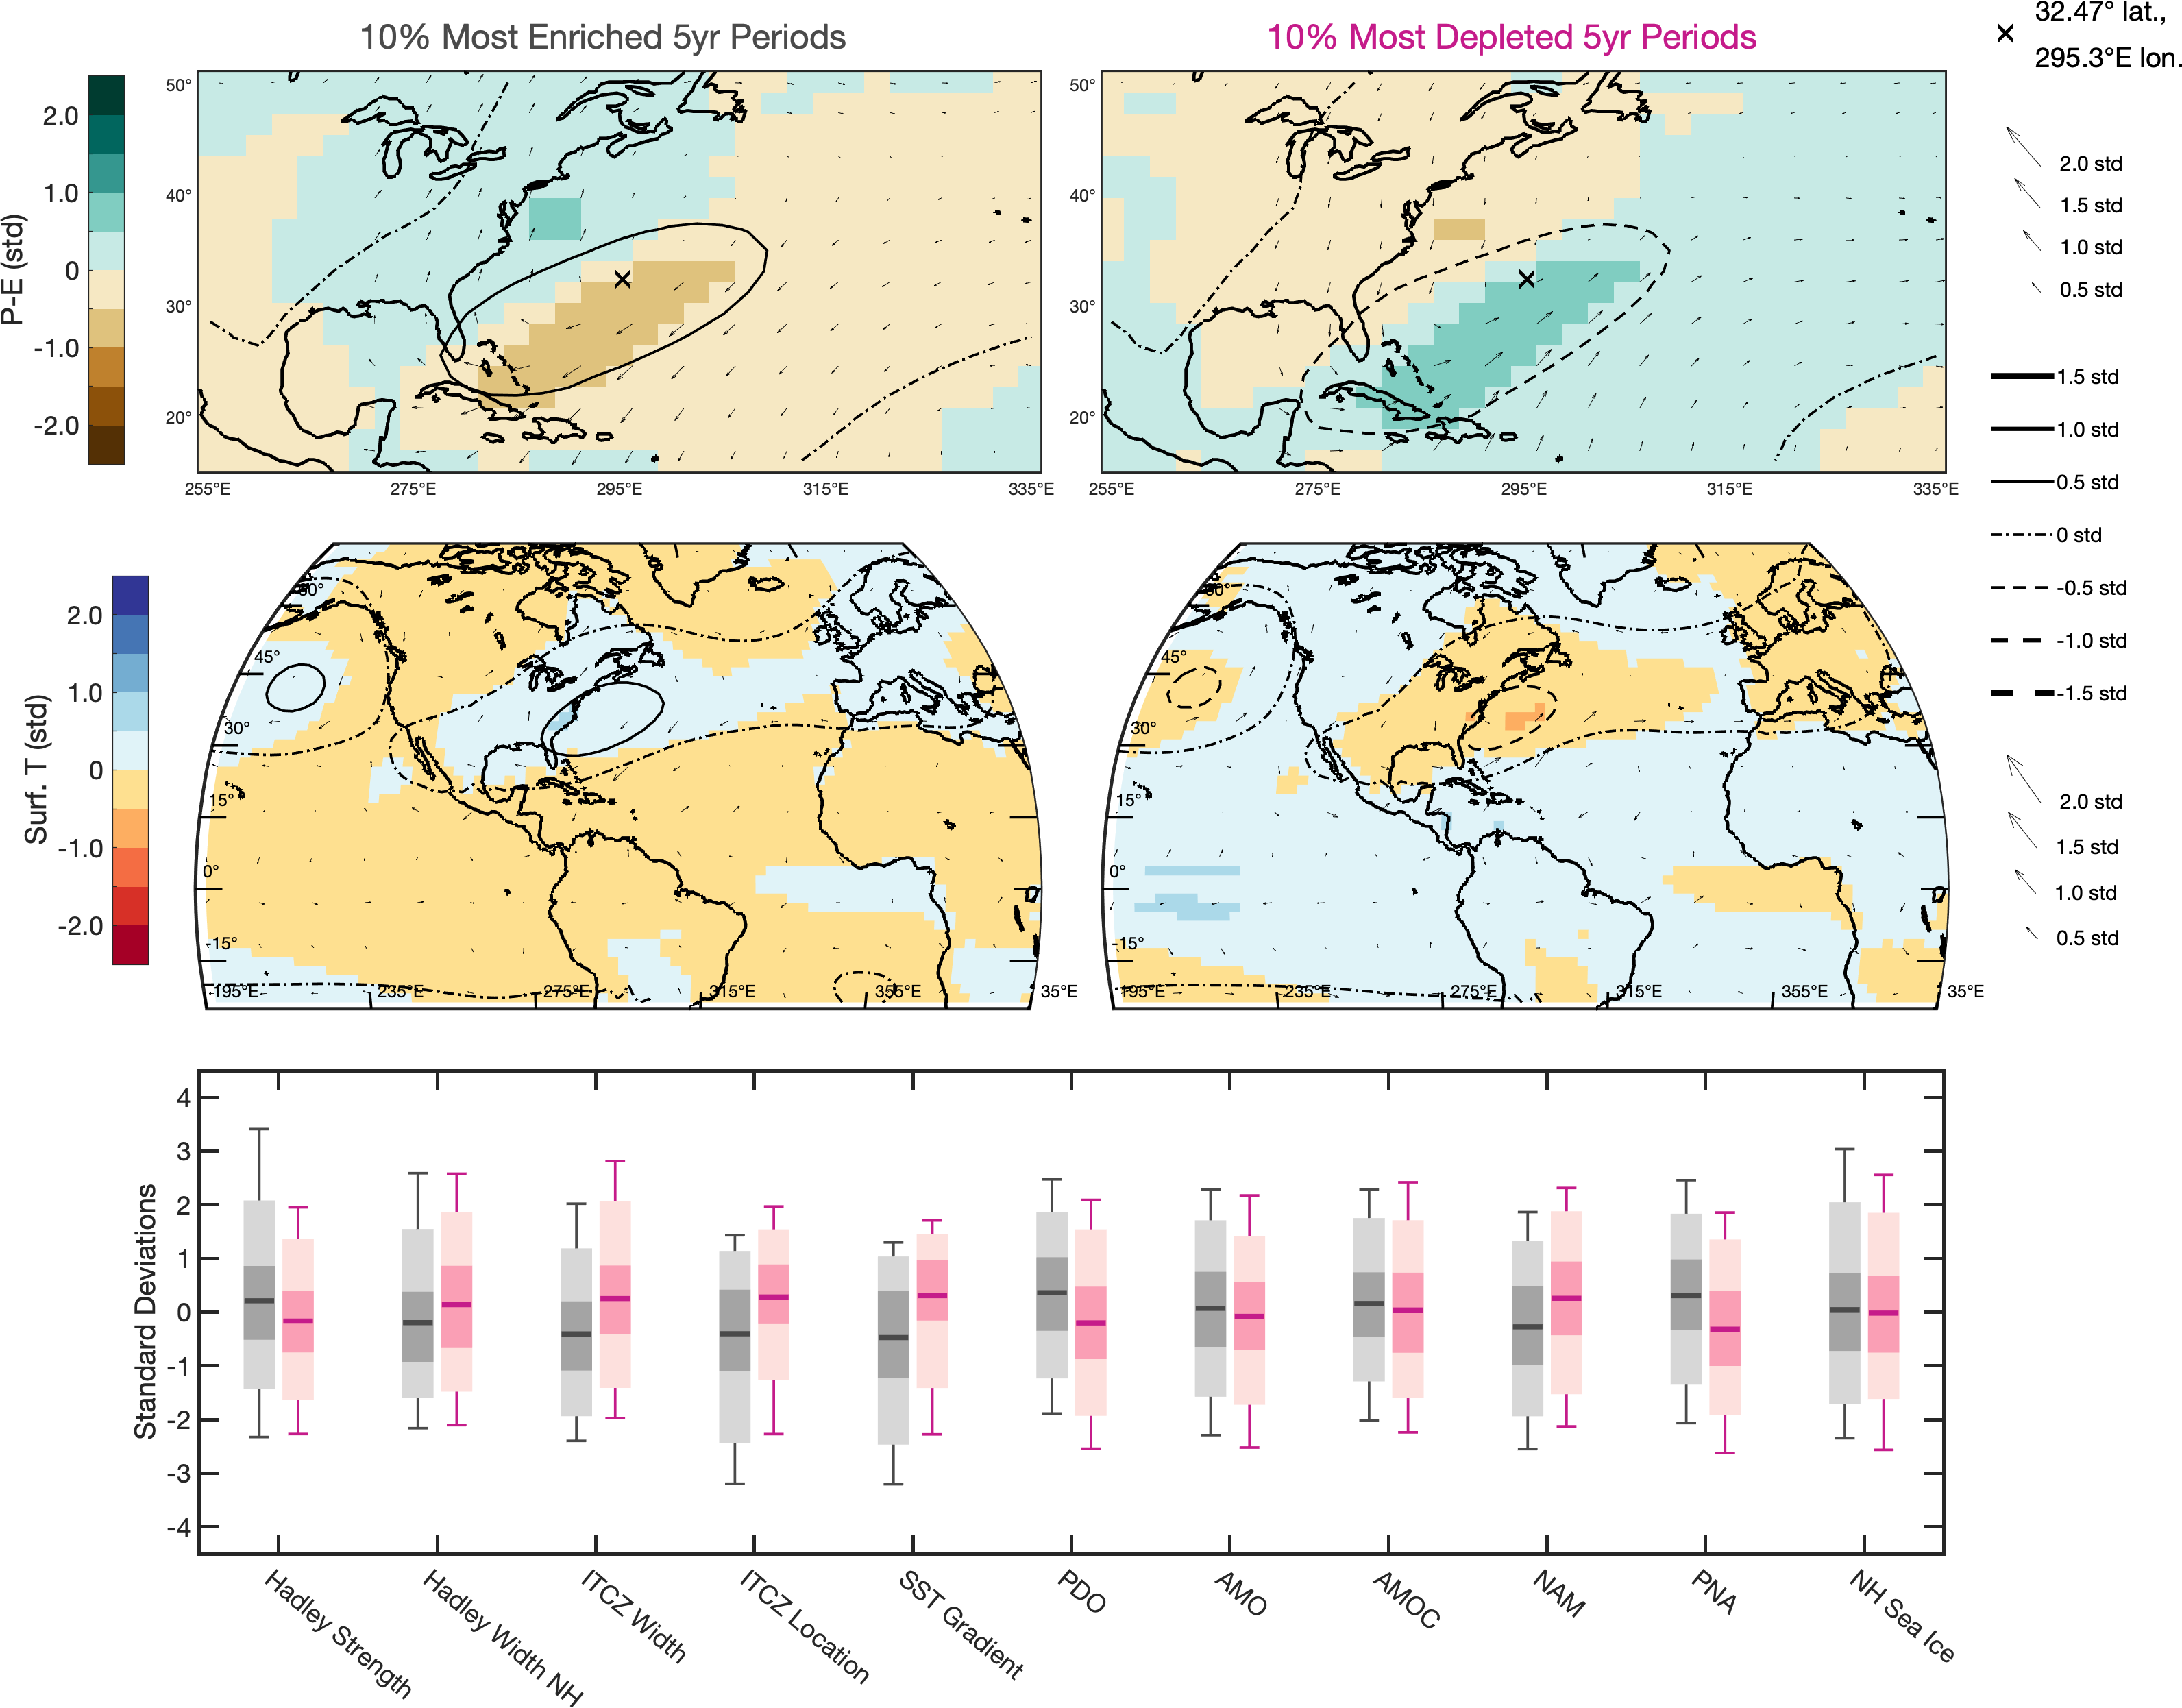 10% Most Enriched 5yr Periods
10% Most Depleted 5yr Periods
32.47° lat.,
295.3°E lon.
P-E (std)
2.0
1.0
0
-1.0
-2.0
50°
40°
30°
20°
255°E
275°E
295°E
315°E
335°E
50°
40°
30°
20°
255°E
275°E
295°E
315°E
335°E
2.0 std
1.5 std
1.0 std
0.5 std
1.5 std
1.0 std
0.5 std
0 std
-0.5 std
-1.0 std
-1.5 std
2.0 std
1.5 std
1.0 std
0.5 std
Surf. T (std)
2.0
1.0
0
-1.0
-2.0
60°
45°
30°
15°
0°
-15°
195°E
235°E
275°E
315°E
355°E
35°E
60°
45°
30°
15°
0°
-15°
195°E
235°E
275°E
315°E
355°E
35°E
Standard Deviations
4
3
2
1
0
-1
-2
-3
-4
Hadley Strength
Hadley Width NH
ITCZ Width
ITCZ Location
SST Gradient
PDO
AMO
AMOC
NAM
PNA
NH Sea Ice